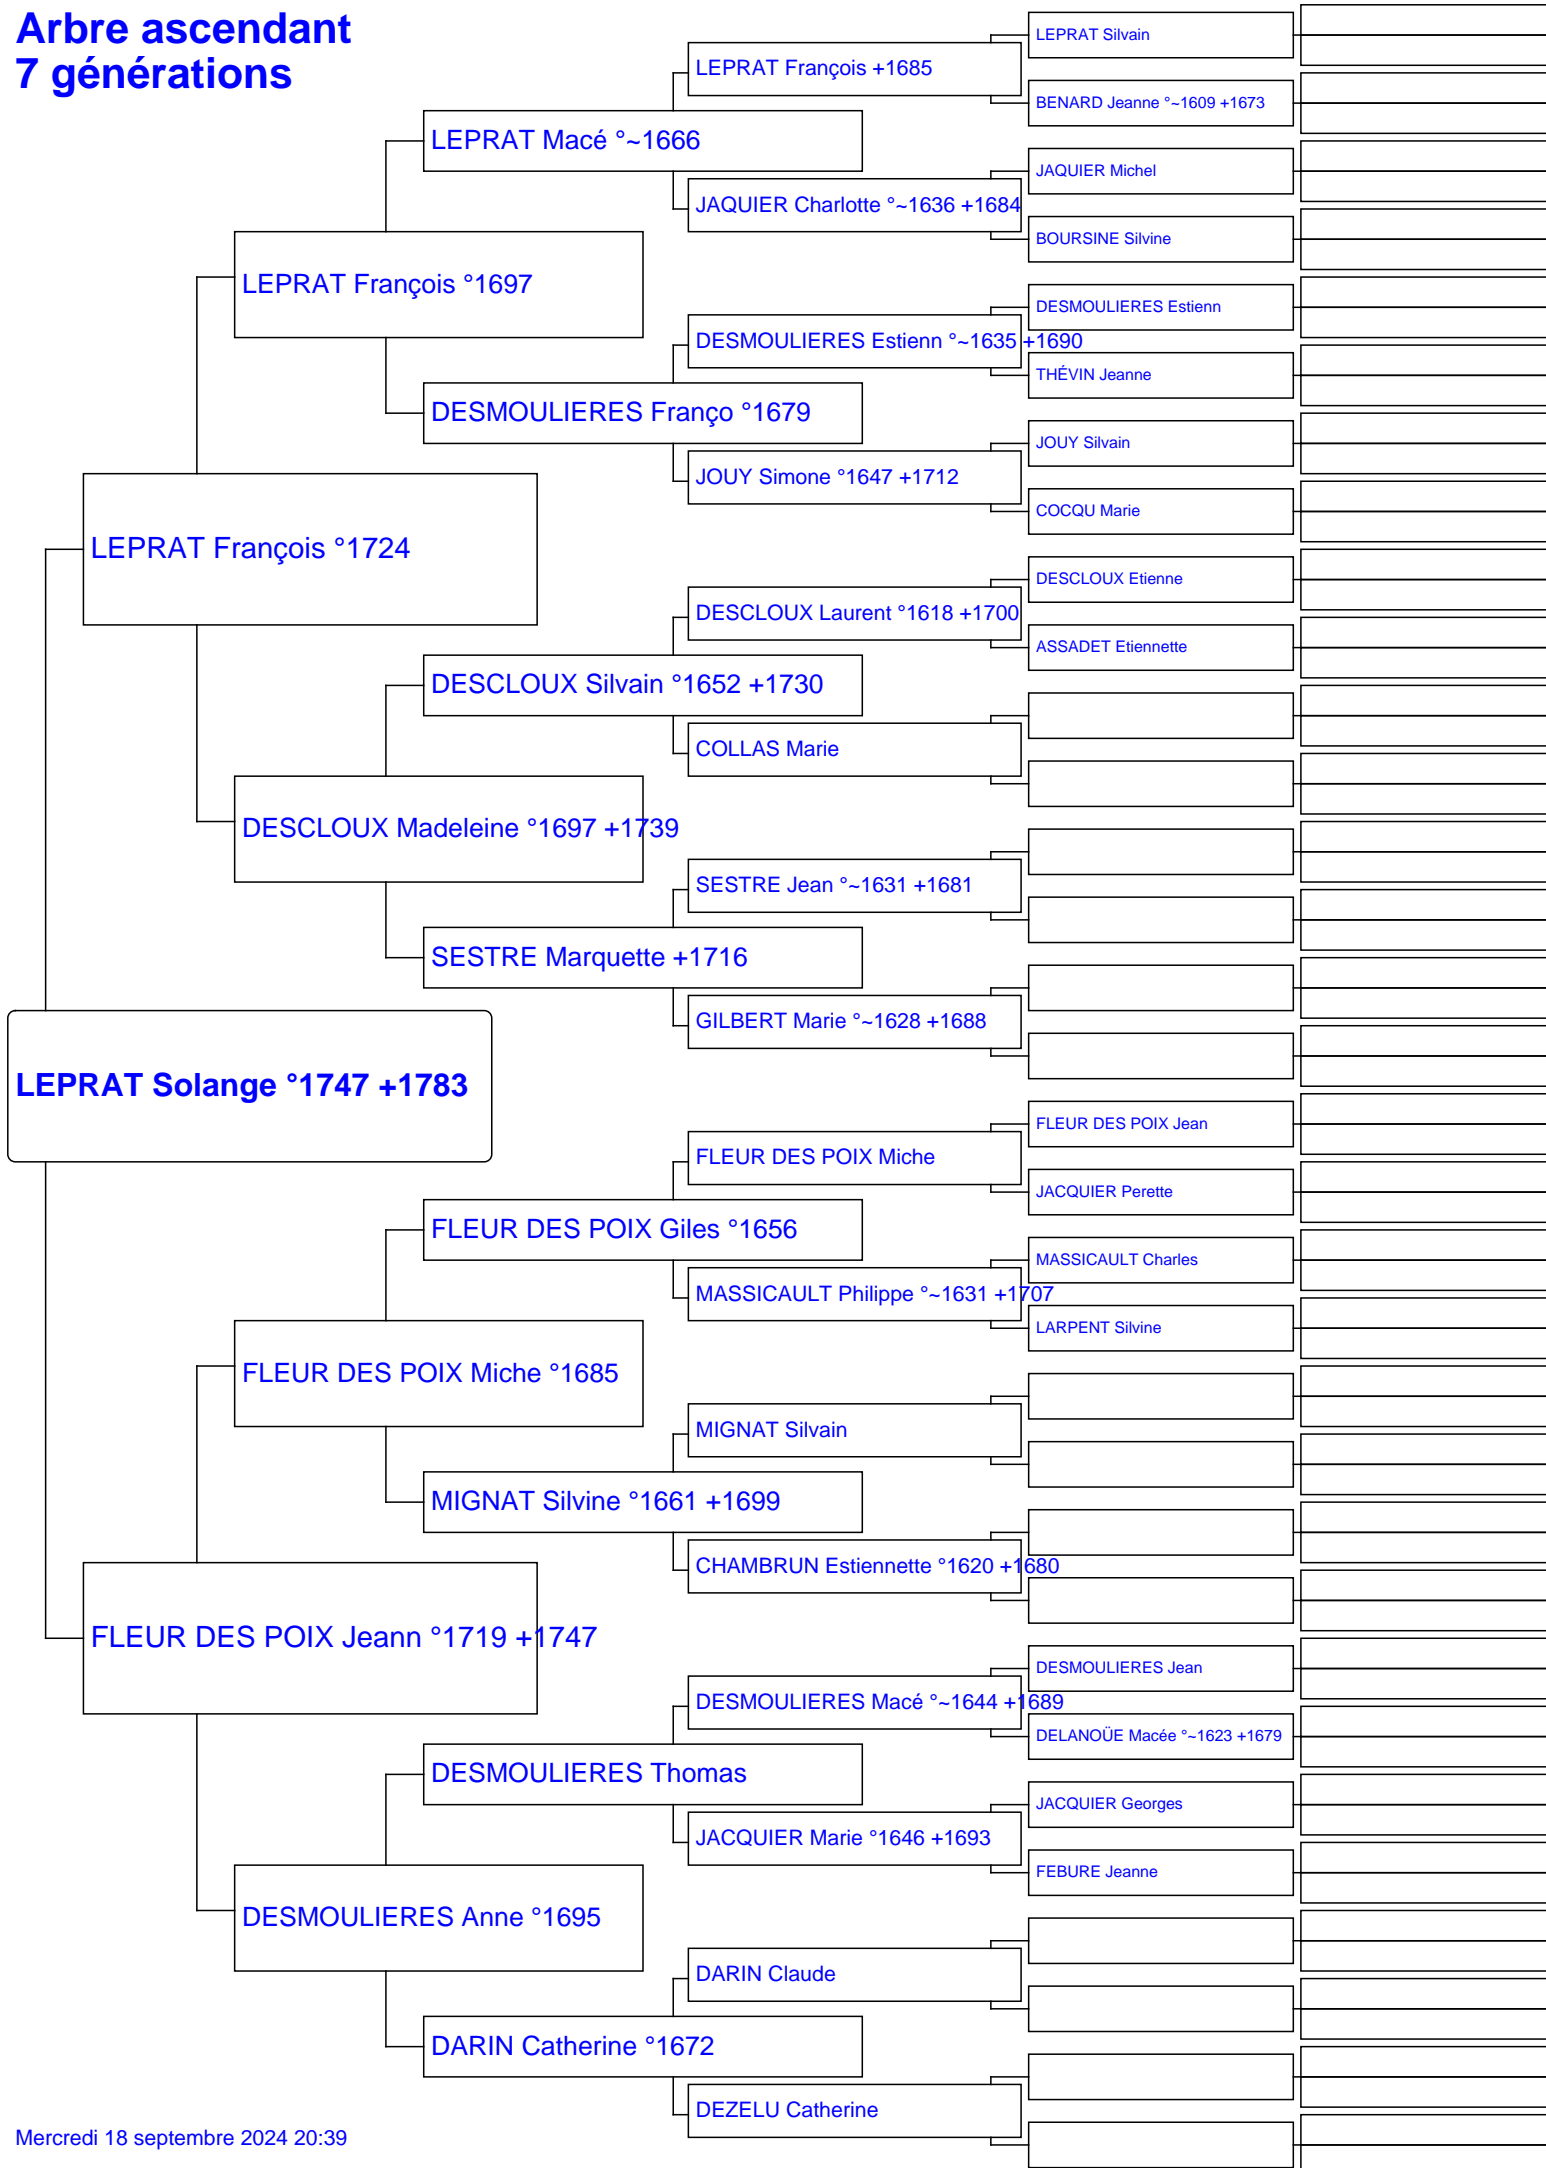 Arbre ascendant
7 générations
LEPRAT Silvain
LEPRAT François +1685
BENARD Jeanne °~1609 +1673
LEPRAT Macé °~1666
JAQUIER Michel
JAQUIER Charlotte °~1636 +1684
BOURSINE Silvine
LEPRAT François °1697
DESMOULIERES Estienn
DESMOULIERES Estienn °~1635 +1690
THÉVIN Jeanne
DESMOULIERES Franço °1679
JOUY Silvain
JOUY Simone °1647 +1712
COCQU Marie
LEPRAT François °1724
DESCLOUX Etienne
DESCLOUX Laurent °1618 +1700
ASSADET Etiennette
DESCLOUX Silvain °1652 +1730
COLLAS Marie
DESCLOUX Madeleine °1697 +1739
SESTRE Jean °~1631 +1681
SESTRE Marquette +1716
GILBERT Marie °~1628 +1688
LEPRAT Solange °1747 +1783
FLEUR DES POIX Jean
FLEUR DES POIX Miche
JACQUIER Perette
FLEUR DES POIX Giles °1656
MASSICAULT Charles
MASSICAULT Philippe °~1631 +1707
LARPENT Silvine
FLEUR DES POIX Miche °1685
MIGNAT Silvain
MIGNAT Silvine °1661 +1699
CHAMBRUN Estiennette °1620 +1680
FLEUR DES POIX Jeann °1719 +1747
DESMOULIERES Jean
DESMOULIERES Macé °~1644 +1689
DELANOÜE Macée °~1623 +1679
DESMOULIERES Thomas
JACQUIER Georges
JACQUIER Marie °1646 +1693
FEBURE Jeanne
DESMOULIERES Anne °1695
DARIN Claude
DARIN Catherine °1672
DEZELU Catherine
Mercredi 18 septembre 2024 20:39